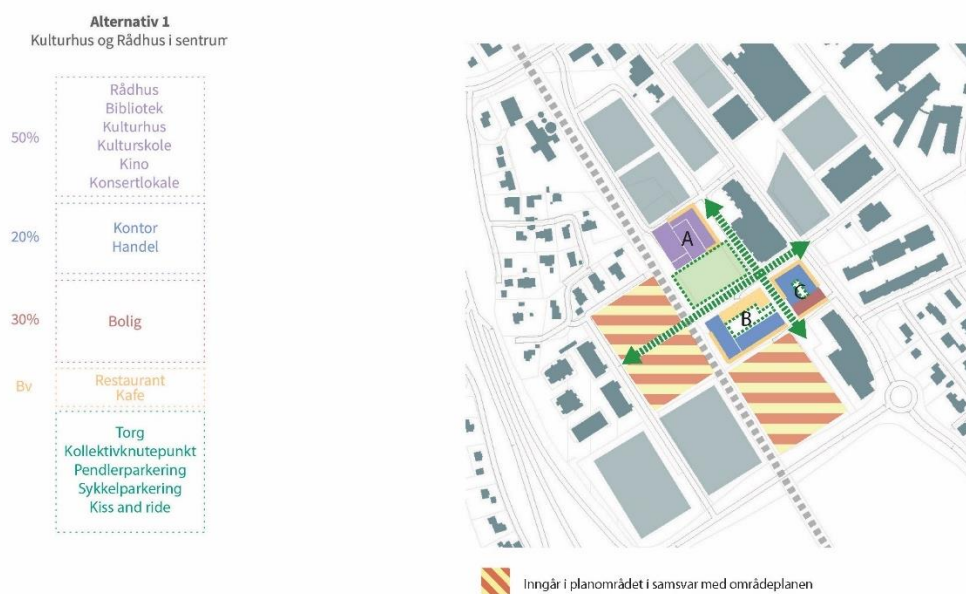 Alternativ 1
Kulturhus og Rådhus i sentrum
50%
Rådhus
Bibliotek
Kulturhus
Kulturskole
Kino
Konsertlokale
20%
Kontor
Handel
30%
Bolig
Bv
Restaurant
Kafe
Torg
Kollektivknutepunkt
Pendlerparkering
Sykkelparkering
Kiss and ride
A
B
C
Inngår i planområdet i samsvar med områdeplanen